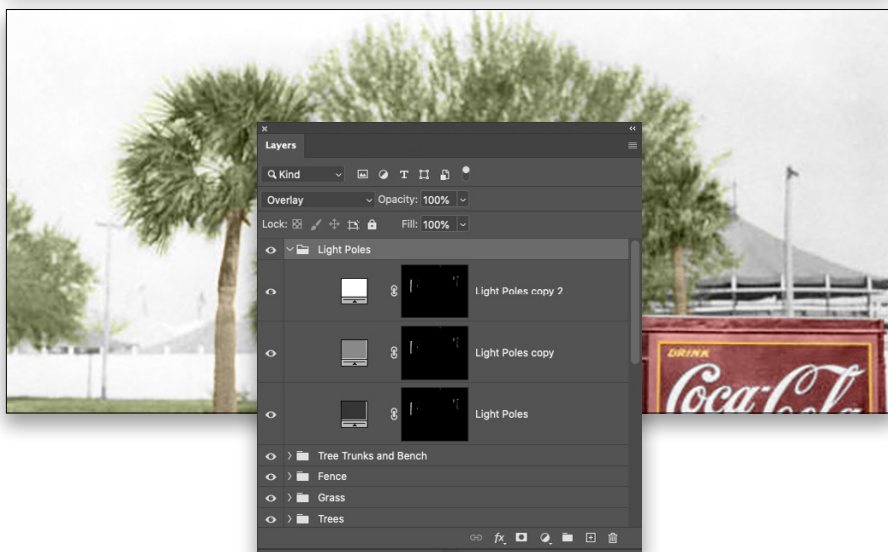 Layers
Kind
Overlay Opacity: 100%
Lock: Fill: 100%
Light Poles
Light Poles copy 2
Light Poles copy
Light Poles
Tree Trunks and Bench
Fence
Grass
Trees
fx
DRINK
Coca-Cola